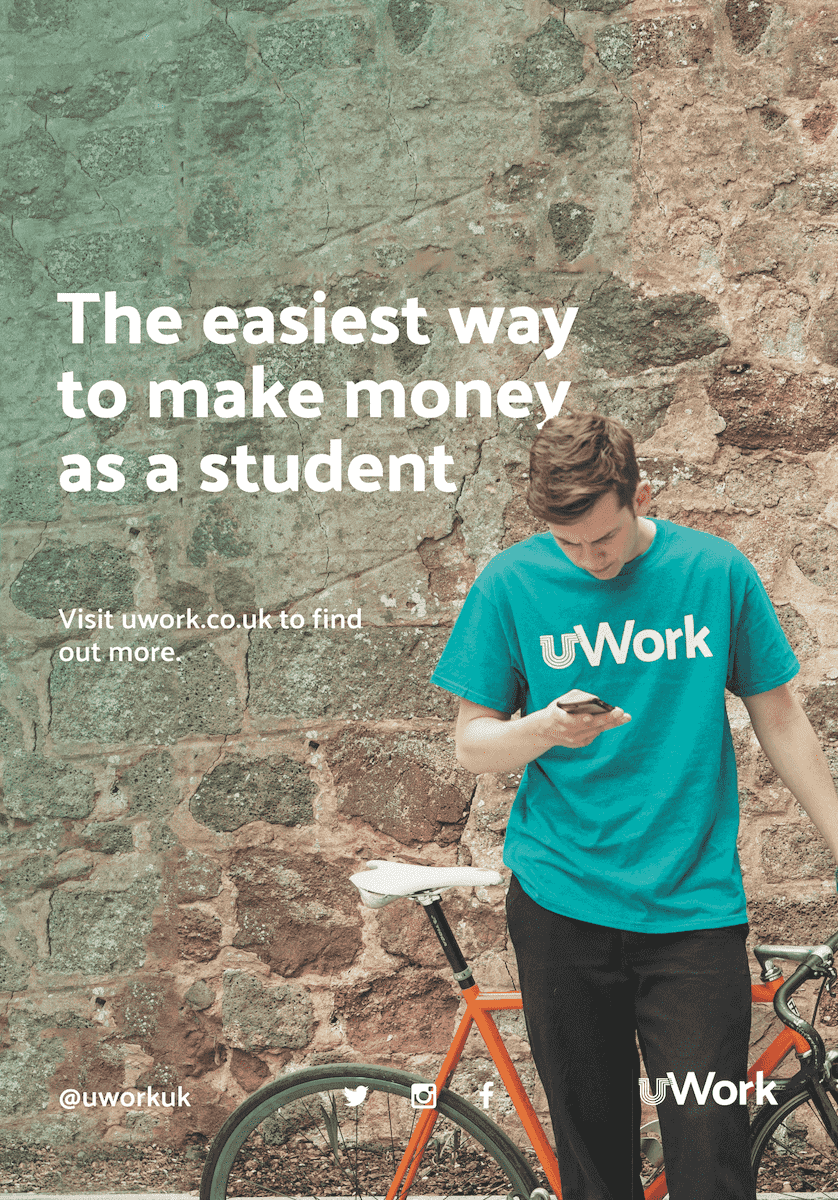 The easiest way
to make money
as a student
Visit uwork.co.uk to find
out more.
uWork
@uworkuk
uWork